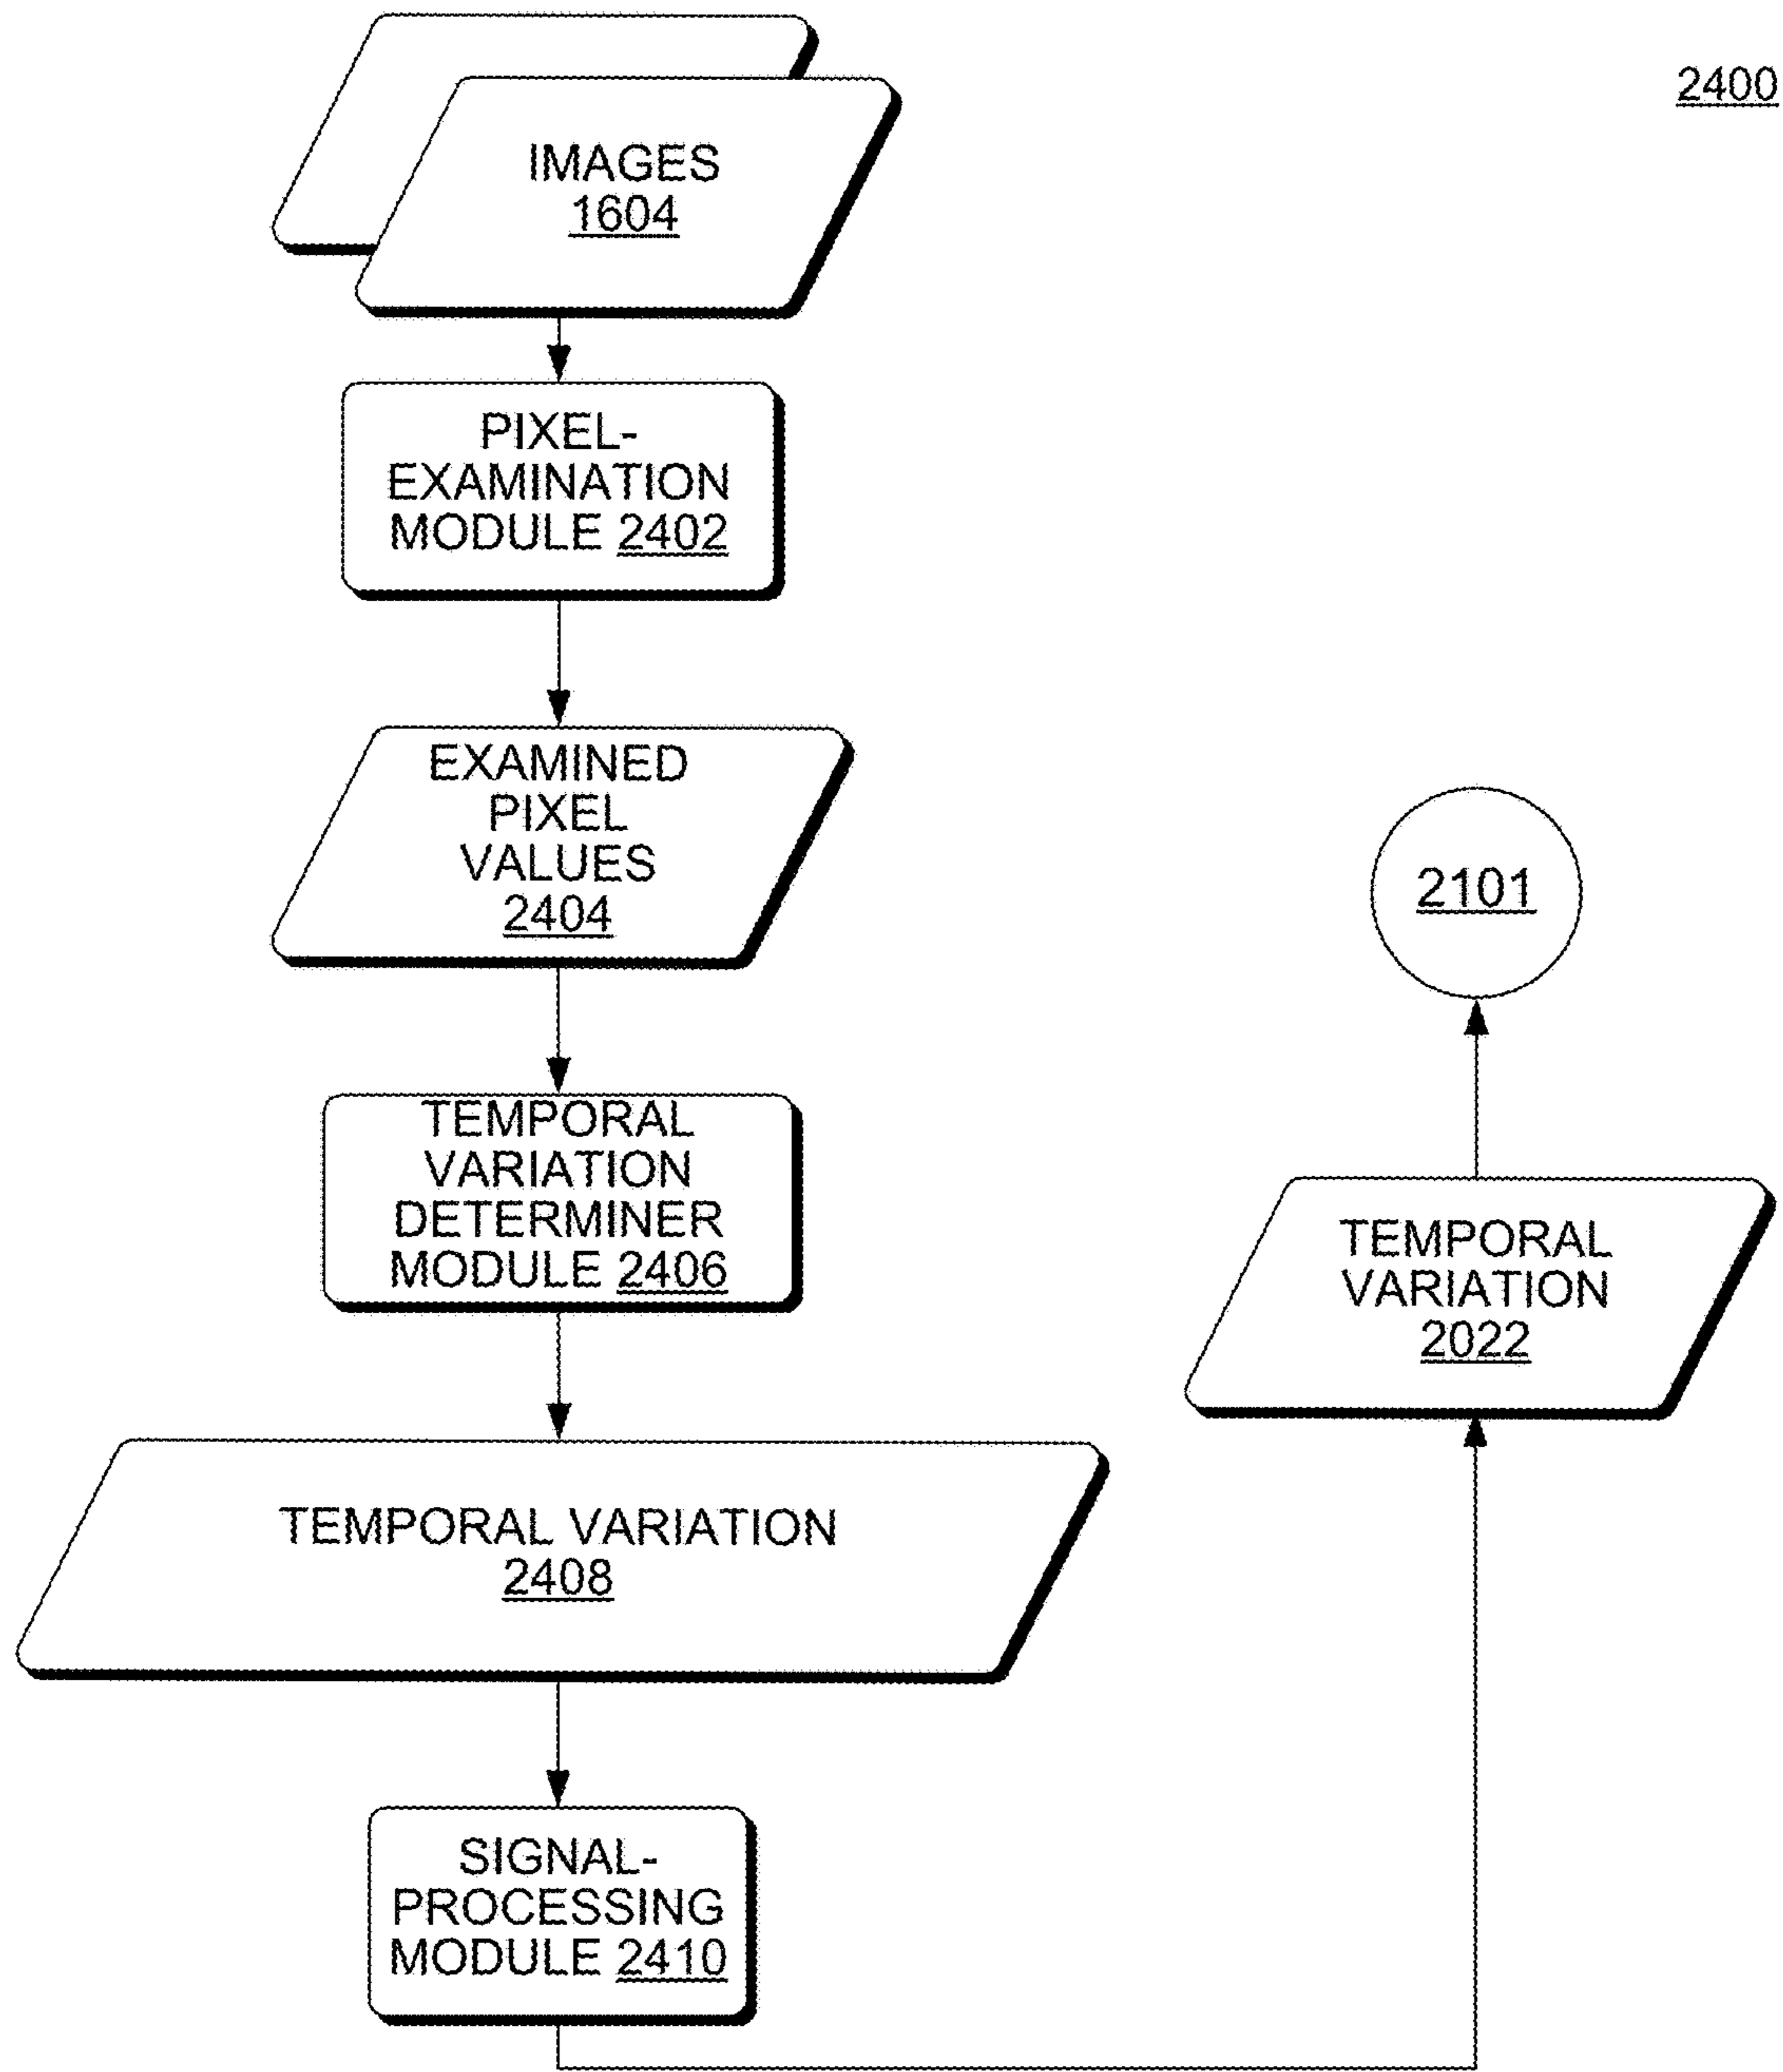 2400
IMAGES
1604
PIXEL-
EXAMINATION
MODULE 2402
EXAMINED
PIXEL
VALUES
2404
TEMPORAL
VARIATION
DETERMINER
MODULE 2406
TEMPORAL VARIATION
2408
SIGNAL-
PROCESSING
MODULE 2410
TEMPORAL
VARIATION
2022
2101